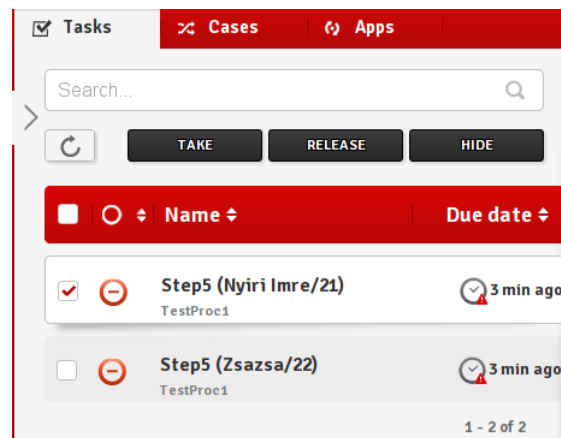 Tasks Cases Apps
Search...
TAKE RELEASE HIDE
Name Due date
Step5 (Nyiri Imre/21) 3 min ago
TestProc1
Step5 (Zsazsa/22) 3 min ago
TestProc1
1 - 2 of 2